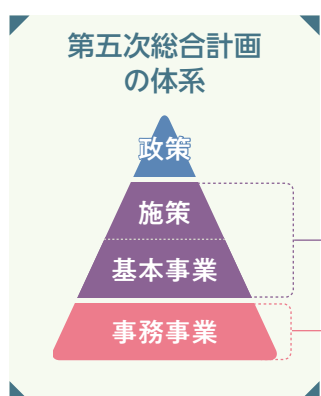 第五次総合計画
の体系
政策
施策
基本事業
事務事業